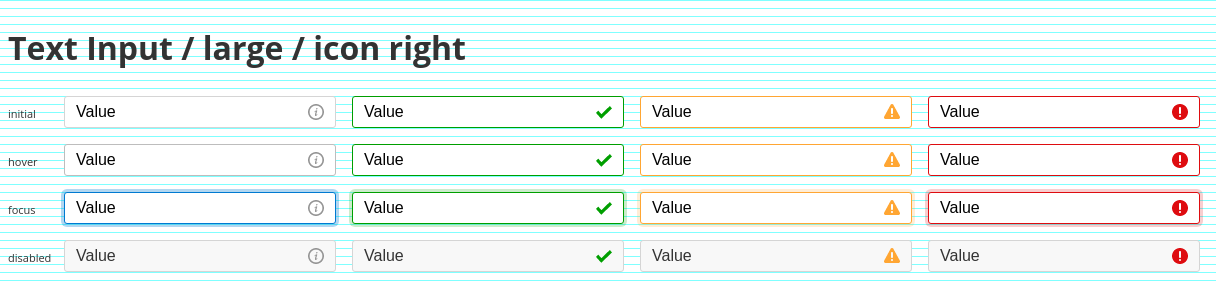 Text Input / large / icon right
initial Value Value Value Value
hover Value Value Value Value
focus Value Value Value Value
disabled Value Value Value Value